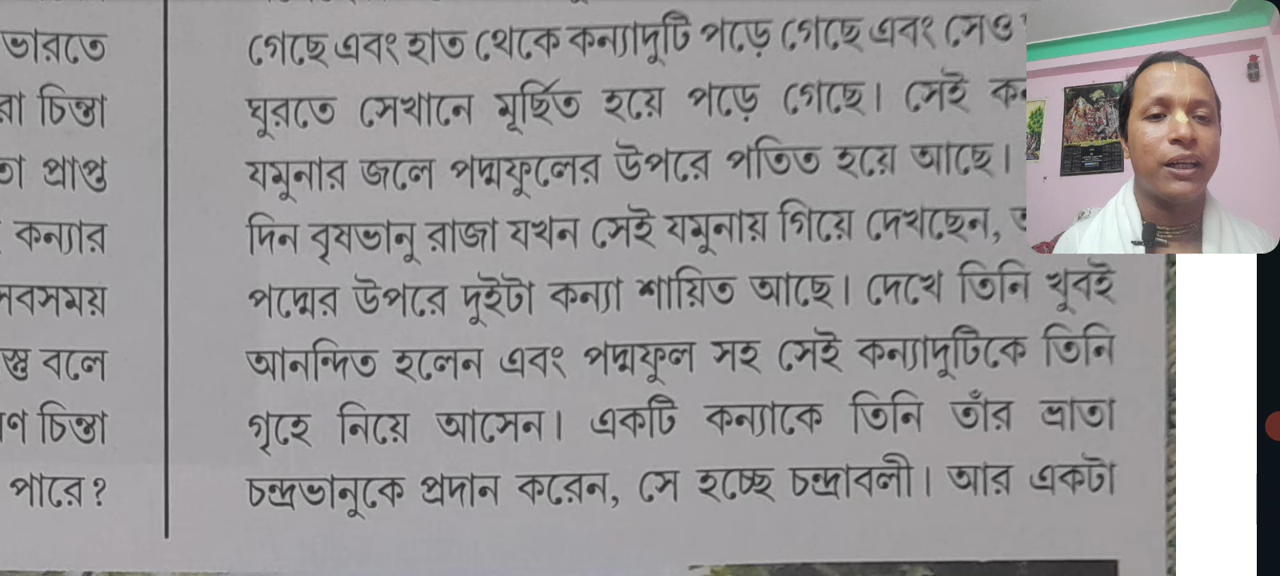 ভারতে
চিন্তা
প্রাপ্ত
কন্যার
বসময়
বলে
চিন্তা
পারে?
গেছে এবং হাত থেকে কন্যাদুটি পড়ে গেছে এবং সেও
ঘুরতে সেখানে মূর্ছিত হয়ে পড়ে গেছে। সেই
যমুনার জলে পদ্মফুলের উপরে পতিত হয়ে আছে।
দিন বৃষভানু রাজা যখন সেই যমুনায় গিয়ে দেখছেন,
পদ্মের উপরে দুইটা কন্যা শায়িত আছে। দেখে তিনি খুবই
আনন্দিত হলেন এবং পদ্মফুল সহ সেই কন্যাদুটিকে তিনি
গৃহে নিয়ে আসেন। একটি কন্যাকে তিনি তাঁর ভ্রাতা
চন্দ্রভানুকে প্রদান করেন, সে হচ্ছে চন্দ্রাবলী। আর একটা